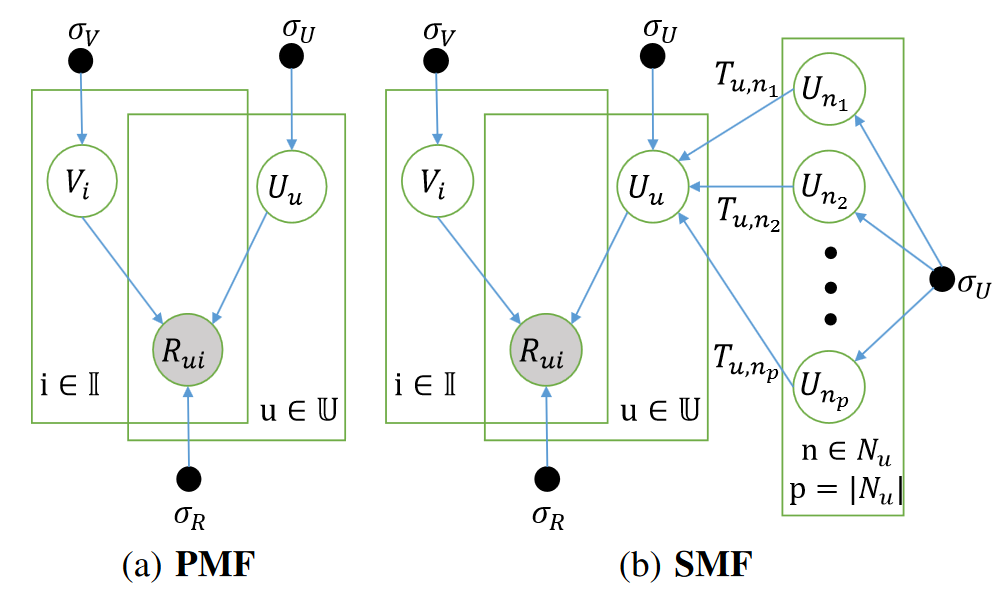 σ_V
σ_U
V_i
U_u
R_{ui}
i ∈ 𝕀
u ∈ 𝕌
σ_R
(a) PMF
σ_V
σ_U
T_{u,n_1}
U_{n_1}
V_i
U_u
U_{n_2}
T_{u,n_2}
σ_U
R_{ui}
T_{u,n_p}
U_{n_p}
i ∈ 𝕀
u ∈ 𝕌
n ∈ N_u
p = |N_u|
σ_R
(b) SMF